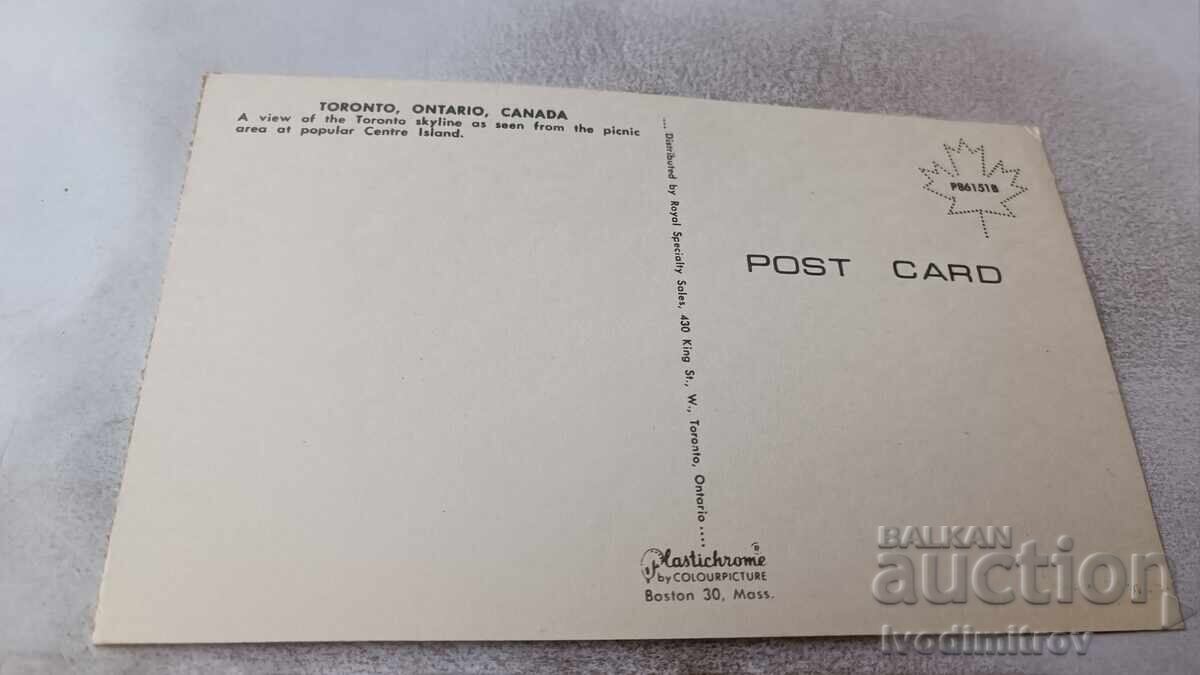 TORONTO, ONTARIO, CANADA
A view of the Toronto skyline as seen from the picnic
area at popular Centre Island.
... Distributed by Royal Specialty Sales, 430 King St., W., Toronto, Ontario ....
PB61518
POST CARD
Plastichrome ®
by COLOURPICTURE
Boston 30, Mass.
BALKAN
auction
Ivodimitrov